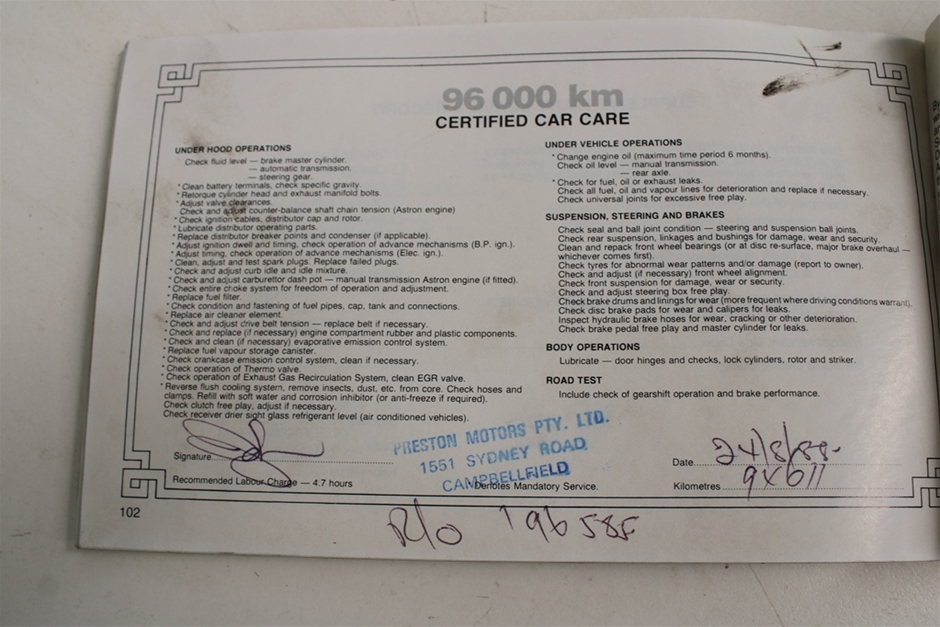 96 000 km
CERTIFIED CAR CARE
UNDER HOOD OPERATIONS
Check fluid level — brake master cylinder.
— automatic transmission.
— steering gear.
* Clean battery terminals, check specific gravity.
* Retorque cylinder head and exhaust manifold bolts.
* Adjust valve clearances.
Check and adjust counter-balance shaft chain tension (Astron engine)
* Check ignition cables, distributor cap and rotor.
* Lubricate distributor operating parts.
* Replace distributor breaker points and condenser (if applicable).
* Adjust ignition dwell and timing, check operation of advance mechanisms (B.P. ign.).
* Adjust timing, check operation of advance mechanisms (Elec. ign.).
* Clean, adjust and test spark plugs. Replace failed plugs.
* Check and adjust curb idle and idle mixture.
* Check and adjust carburettor dash pot — manual transmission Astron engine (if fitted).
* Check entire choke system for freedom of operation and adjustment.
* Replace fuel filter.
* Check condition and fastening of fuel pipes, cap, tank and connections.
* Replace air cleaner element.
* Check and adjust drive belt tension — replace belt if necessary.
* Check and replace (if necessary) engine compartment rubber and plastic components.
* Check and clean (if necessary) evaporative emission control system.
* Replace fuel vapour storage canister.
* Check crankcase emission control system, clean if necessary.
* Check operation of Thermo valve.
* Check operation of Exhaust Gas Recirculation System, clean EGR valve.
* Reverse flush cooling system, remove insects, dust, etc. from core. Check hoses and
clamps. Refill with soft water and corrosion inhibitor (or anti-freeze if required).
Check clutch free play, adjust if necessary.
Check receiver drier sight glass refrigerant level (air conditioned vehicles).
Signature
Recommended Labour Charge — 4.7 hours
102
UNDER VEHICLE OPERATIONS
* Change engine oil (maximum time period 6 months).
Check oil level — manual transmission.
— rear axle.
* Check for fuel, oil or exhaust leaks.
Check all fuel, oil and vapour lines for deterioration and replace if necessary.
Check universal joints for excessive free play.
SUSPENSION, STEERING AND BRAKES
Check seal and ball joint condition — steering and suspension ball joints.
Check rear suspension, linkages and bushings for damage, wear and security.
Clean and repack front wheel bearings (or at disc re-surface, major brake overhaul —
whichever comes first).
Check tyres for abnormal wear patterns and/or damage (report to owner).
Check and adjust (if necessary) front wheel alignment.
Check front suspension for damage, wear or security.
Check and adjust steering box free play.
Check brake drums and linings for wear (more frequent where driving conditions warrant).
Check disc brake pads for wear and calipers for leaks.
Inspect hydraulic brake hoses for wear, cracking or other deterioration.
Check brake pedal free play and master cylinder for leaks.
BODY OPERATIONS
Lubricate — door hinges and checks, lock cylinders, rotor and striker.
ROAD TEST
Include check of gearshift operation and brake performance.
PRESTON MOTORS PTY. LTD.
1551 SYDNEY ROAD
CAMPBELLFIELD
* Denotes Mandatory Service.
Date 24/8/88
Kilometres
R/O 19658F